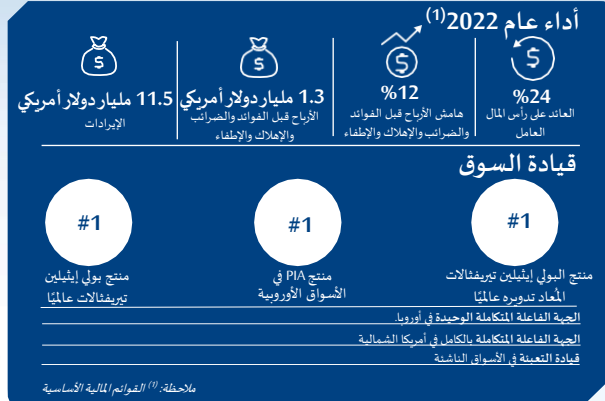 أداء عام 2022(1)
%24
العائد على رأس المال
العامل
%12
هامش الأرباح قبل الفوائد
والضرائب والإهلاك والإطفاء
1.3 مليار دولار أمريكي
الأرباح قبل الفوائد والضرائب
والإهلاك والإطفاء
11.5 مليار دولار أمريكي
الإيرادات
قيادة السوق
#1
منتج البولي إيثيلين تيريفثالات
المُعاد تدويره عالميًا
#1
منتج PIA في
الأسواق الأوروبية
#1
منتج بولي إيثيلين
تيريفثالات عالميًا
الجهة الفاعلة المتكاملة الوحيدة في أوروبا.
الجهة الفاعلة المتكاملة بالكامل في أمريكا الشمالية
قيادة التعبئة في الأسواق الناشئة
ملاحظة: (1) القوائم المالية الأساسية